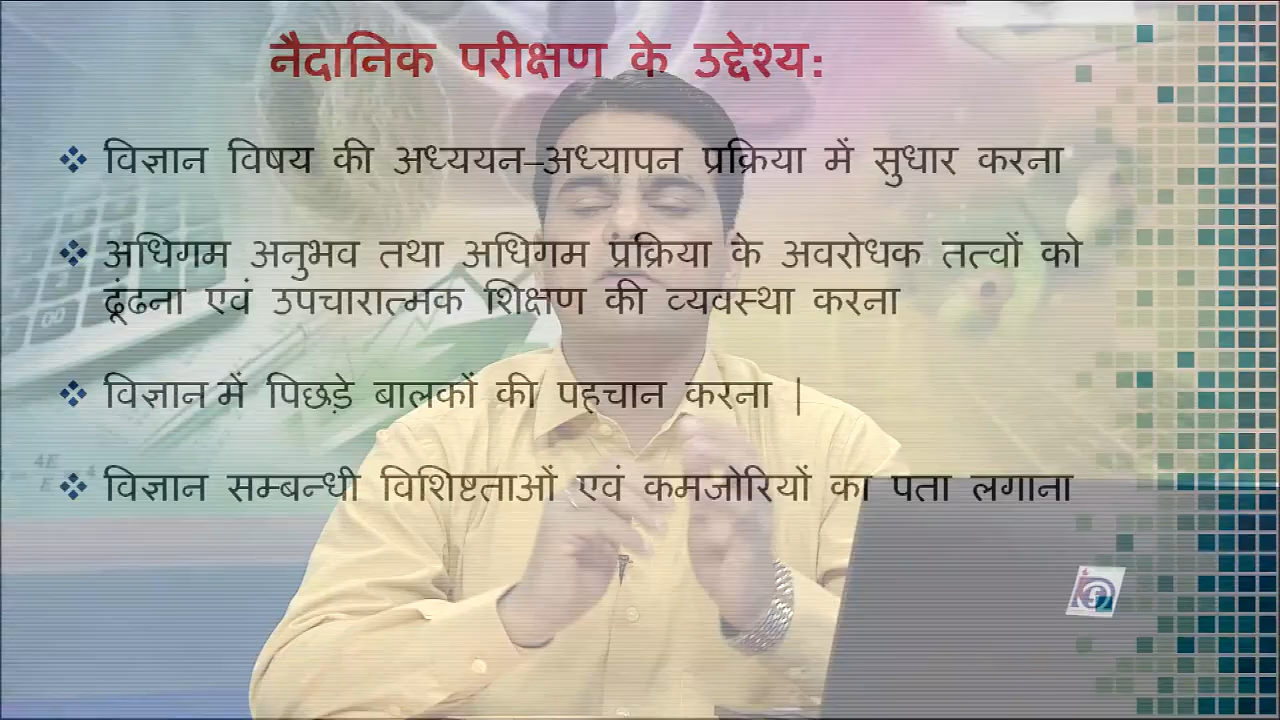 नैदानिक परीक्षण के उद्देश्य:
❖ विज्ञान विषय की अध्ययन–अध्यापन प्रक्रिया में सुधार करना
❖ अधिगम अनुभव तथा अधिगम प्रक्रिया के अवरोधक तत्वों को
ढूंढना एवं उपचारात्मक शिक्षण की व्यवस्था करना
❖ विज्ञान में पिछड़े बालकों की पहचान करना |
❖ विज्ञान सम्बन्धी विशिष्टताओं एवं कमजोरियों का पता लगाना